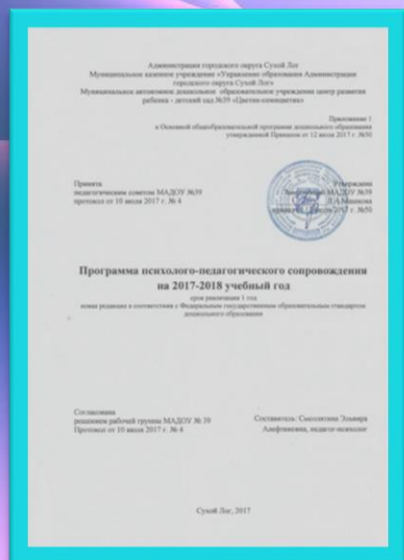 Администрация городского округа Сухой Лог
Муниципальное казенное учреждение «Управление образования Администрации
городского округа Сухой Лог»
Муниципальное автономное дошкольное образовательное учреждение центр развития
ребенка - детский сад №39 «Цветик-семицветик»
Приложение 1
к Основной общеобразовательной программе дошкольного образования
утвержденной Приказом от 12 июля 2017 г. №50
Принята
педагогическим советом МАДОУ №39
протокол от 10 июля 2017 г. № 4
Утверждена
МАДОУ №39
2017 г. №50
Программа психолого-педагогического сопровождения
на 2017-2018 учебный год
срок реализации 1 год
новая редакция в соответствии с Федеральным государственным образовательным стандартом
дошкольного образования
Согласована
решением рабочей группы МАДОУ № 39
Протокол от 10 июля 2017 г. № 4
Составитель: Эльвира
педагог-психолог
Сухой Лог, 2017